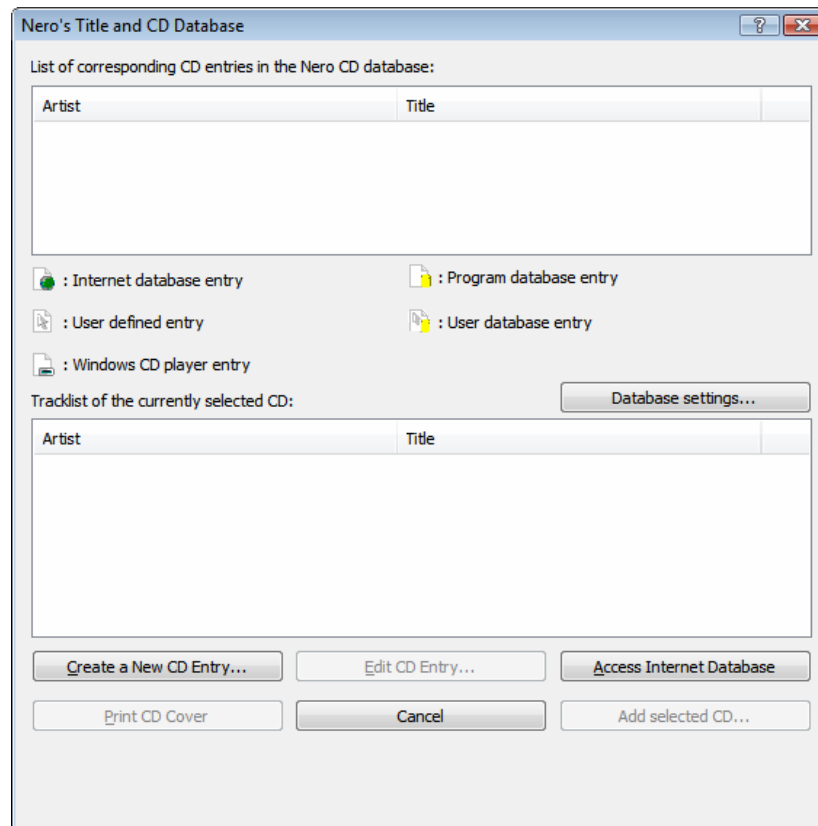 Nero's Title and CD Database
List of corresponding CD entries in the Nero CD database:
Artist Title
: Internet database entry : Program database entry
: User defined entry : User database entry
: Windows CD player entry
Tracklist of the currently selected CD: Database settings...
Artist Title
Create a New CD Entry... Edit CD Entry... Access Internet Database
Print CD Cover Cancel Add selected CD...